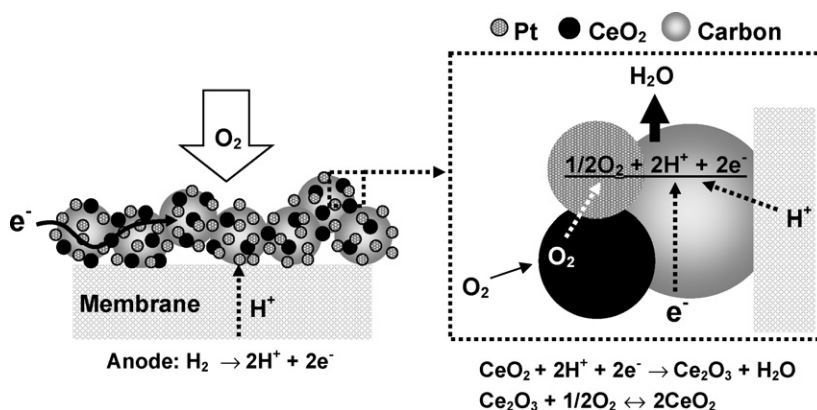 Pt CeO₂ Carbon
O₂
e⁻
Membrane
H⁺
Anode: H₂ → 2H⁺ + 2e⁻
H₂O
1/2O₂ + 2H⁺ + 2e⁻
H⁺
O₂
O₂
e⁻
CeO₂ + 2H⁺ + 2e⁻ → Ce₂O₃ + H₂O
Ce₂O₃ + 1/2O₂ ↔ 2CeO₂